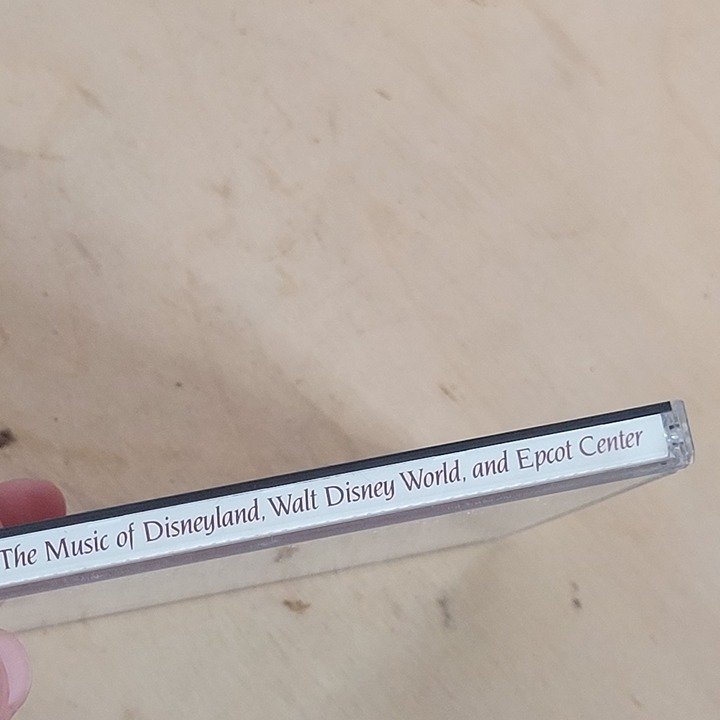 The Music of Disneyland, Walt Disney World, and Epcot Center